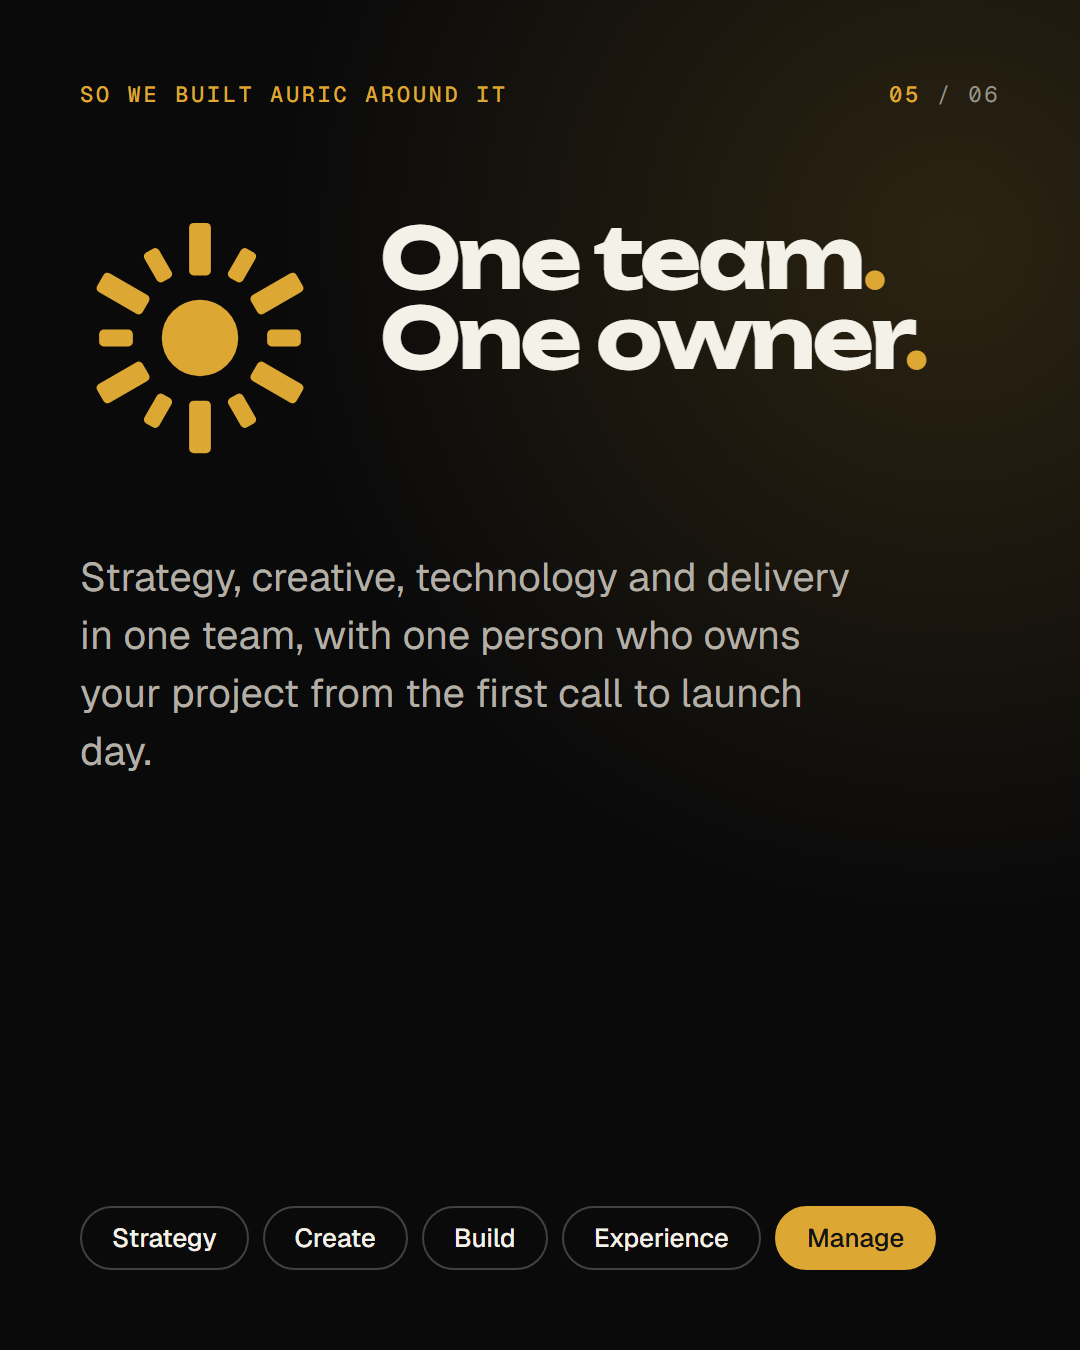 SO WE BUILT AURIC AROUND IT
05 / 06
One team.
One owner.
Strategy, creative, technology and delivery
in one team, with one person who owns
your project from the first call to launch
day.
Strategy
Create
Build
Experience
Manage